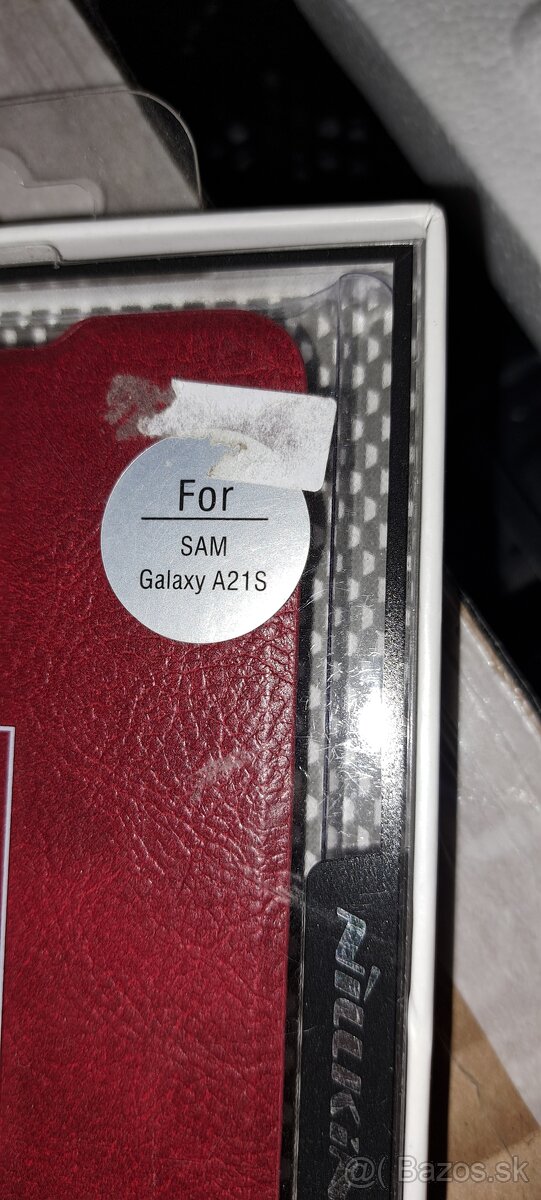 For
SAM
Galaxy A21S
NILLKIN
@( Bazos.sk